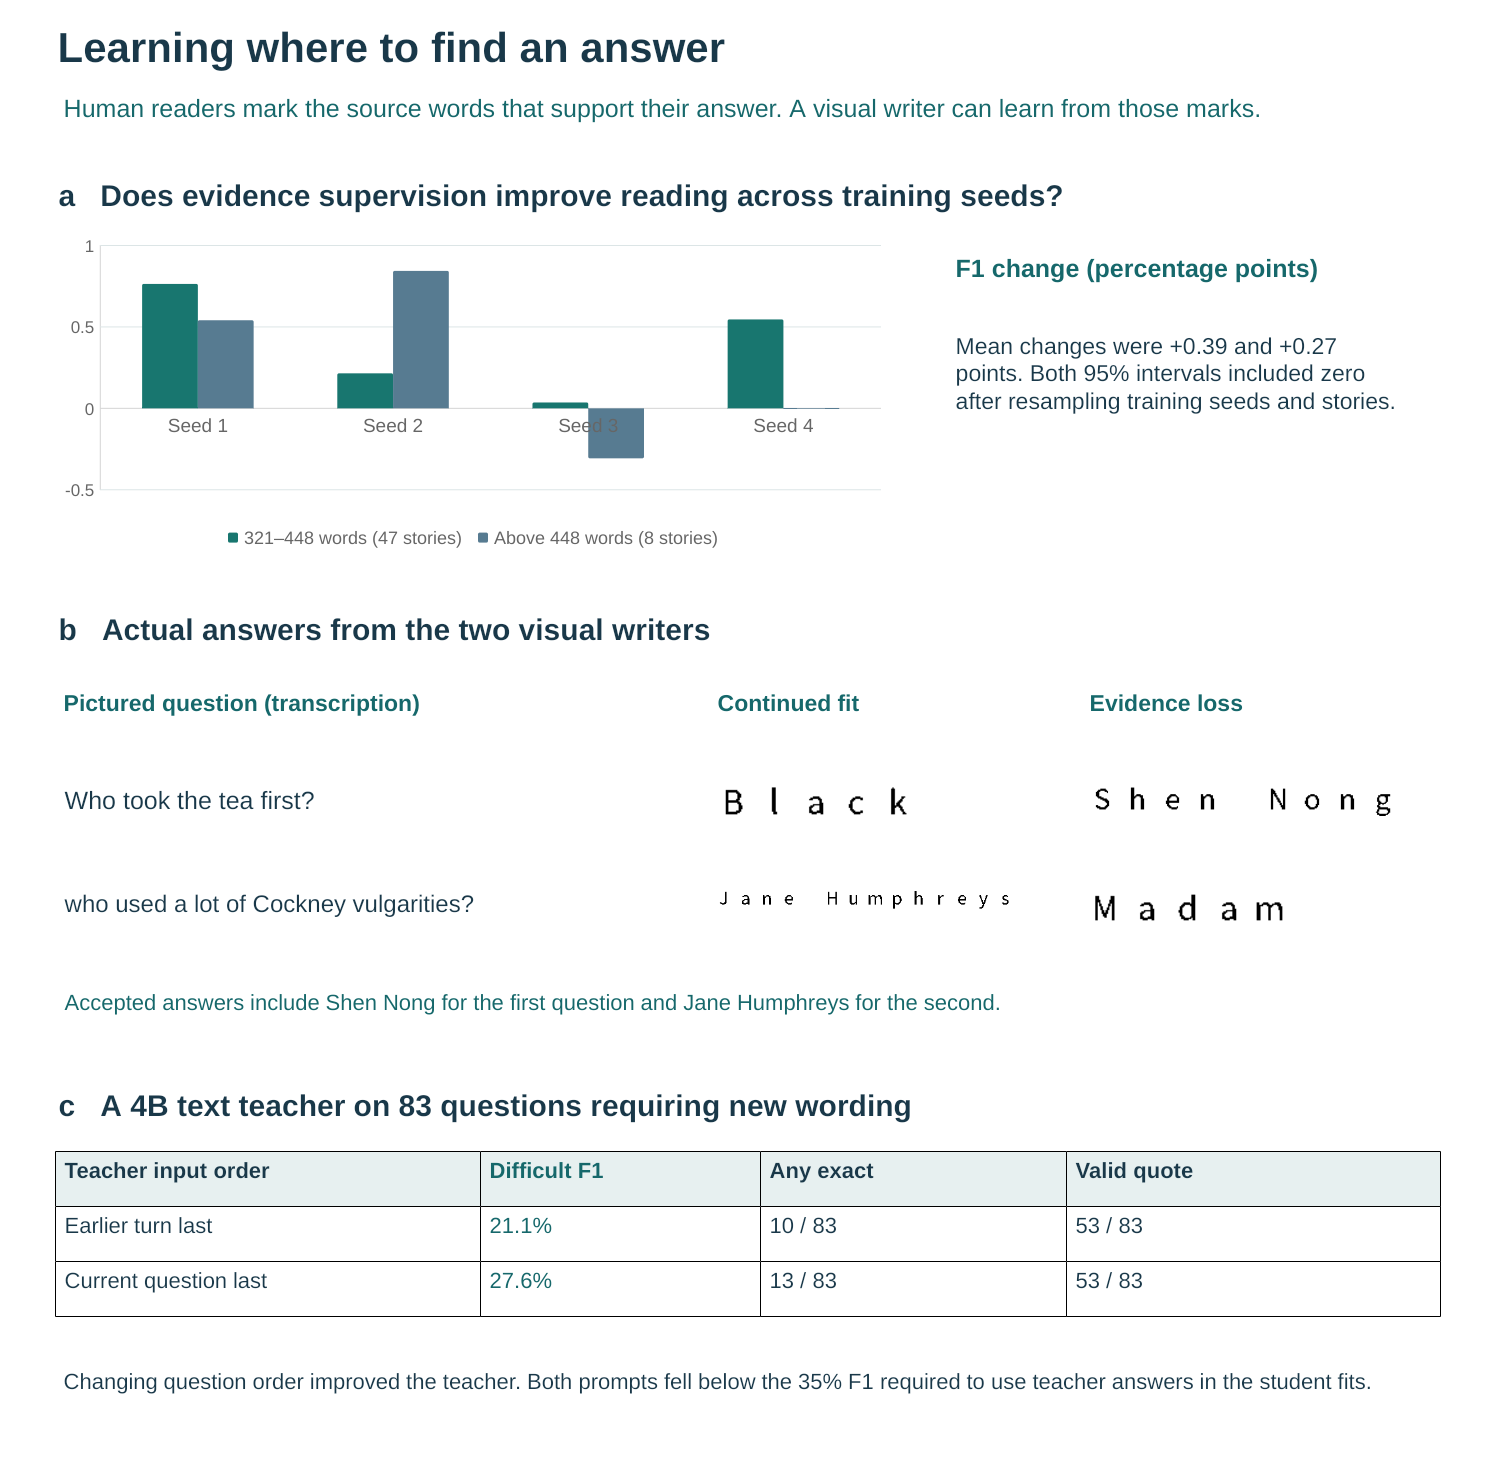 Learning where to find an answer
Human readers mark the source words that support their answer. A visual writer can learn from those marks.
a Does evidence supervision improve reading across training seeds?
1
0.5
0
-0.5
Seed 1 Seed 2 Seed 3 Seed 4
321–448 words (47 stories) Above 448 words (8 stories)
F1 change (percentage points)
Mean changes were +0.39 and +0.27
points. Both 95% intervals included zero
after resampling training seeds and stories.
b Actual answers from the two visual writers
Pictured question (transcription) Continued fit Evidence loss
Who took the tea first? Black Shen Nong
who used a lot of Cockney vulgarities? Jane Humphreys Madam
Accepted answers include Shen Nong for the first question and Jane Humphreys for the second.
c A 4B text teacher on 83 questions requiring new wording
Teacher input order Difficult F1 Any exact Valid quote
Earlier turn last 21.1% 10 / 83 53 / 83
Current question last 27.6% 13 / 83 53 / 83
Changing question order improved the teacher. Both prompts fell below the 35% F1 required to use teacher answers in the student fits.